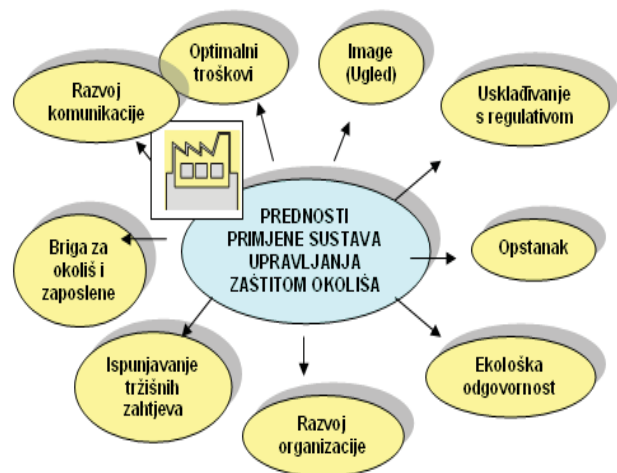 Optimalni
troškovi
Image
(Ugled)
Razvoj
komunikacije
Usklađivanje
s regulativom
PREDNOSTI
PRIMJENE SUSTAVA
UPRAVLJANJA
ZAŠTITOM OKOLIŠA
Opstanak
Briga za
okoliš i
zaposlene
Ispunjavanje
tržišnih
zahtjeva
Ekološka
odgovornost
Razvoj
organizacije